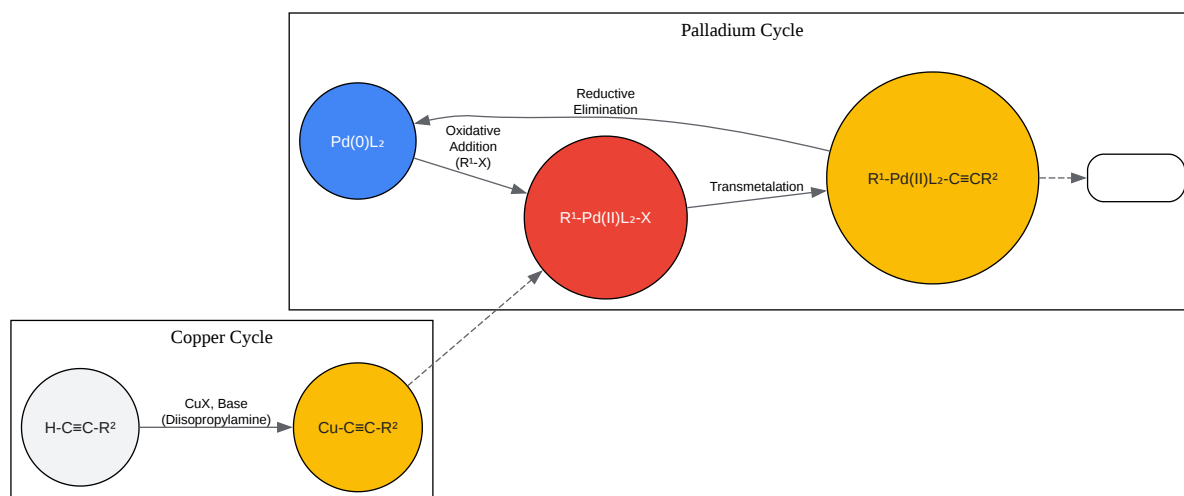 Palladium Cycle
Pd(0)L₂
Oxidative
Addition
(R¹-X)
Reductive
Elimination
R¹-Pd(II)L₂-X
Transmetalation
R¹-Pd(II)L₂-C≡CR²
Copper Cycle
H-C≡C-R²
CuX, Base
(Diisopropylamine)
Cu-C≡C-R²